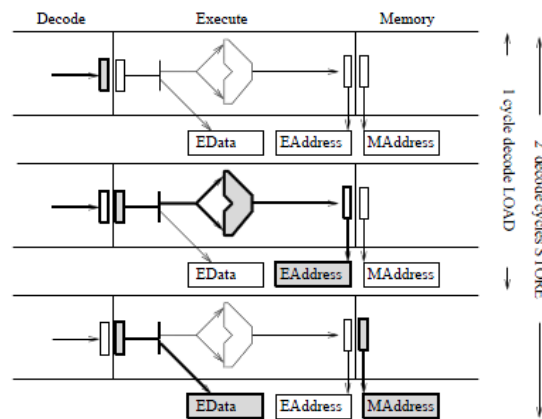 Decode Execute Memory
EData EAddress MAddress
EData EAddress MAddress
EData EAddress MAddress
1 cycle decode LOAD
2 decode cycles STORE